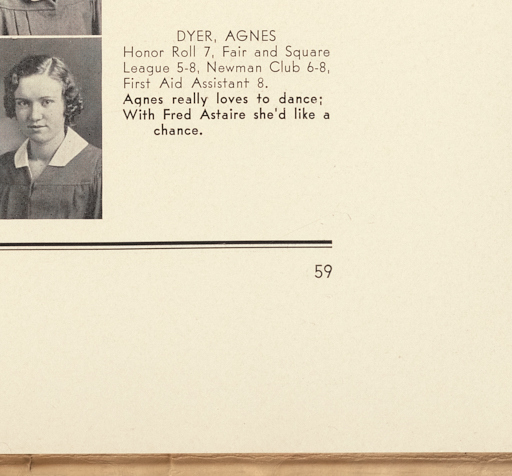 DYER, AGNES
Honor Roll 7, Fair and Square
League 5-8, Newman Club 6-8,
First Aid Assistant 8.
Agnes really loves to dance;
With Fred Astaire she'd like a
chance.
59